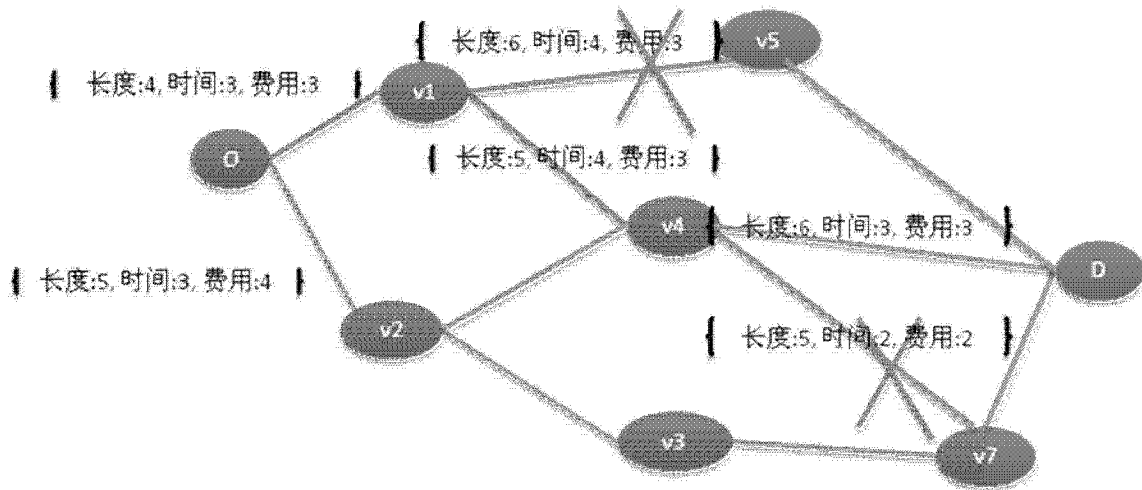 { 长度:6, 时间:4, 费用:3 }
v5
{ 长度:4, 时间:3, 费用:3 }
v1
O
{ 长度:5, 时间:4, 费用:3 }
v4
{ 长度:6, 时间:3, 费用:3 }
D
{ 长度:5, 时间:3, 费用:4 }
v2
{ 长度:5, 时间:2, 费用:2 }
v3
v7